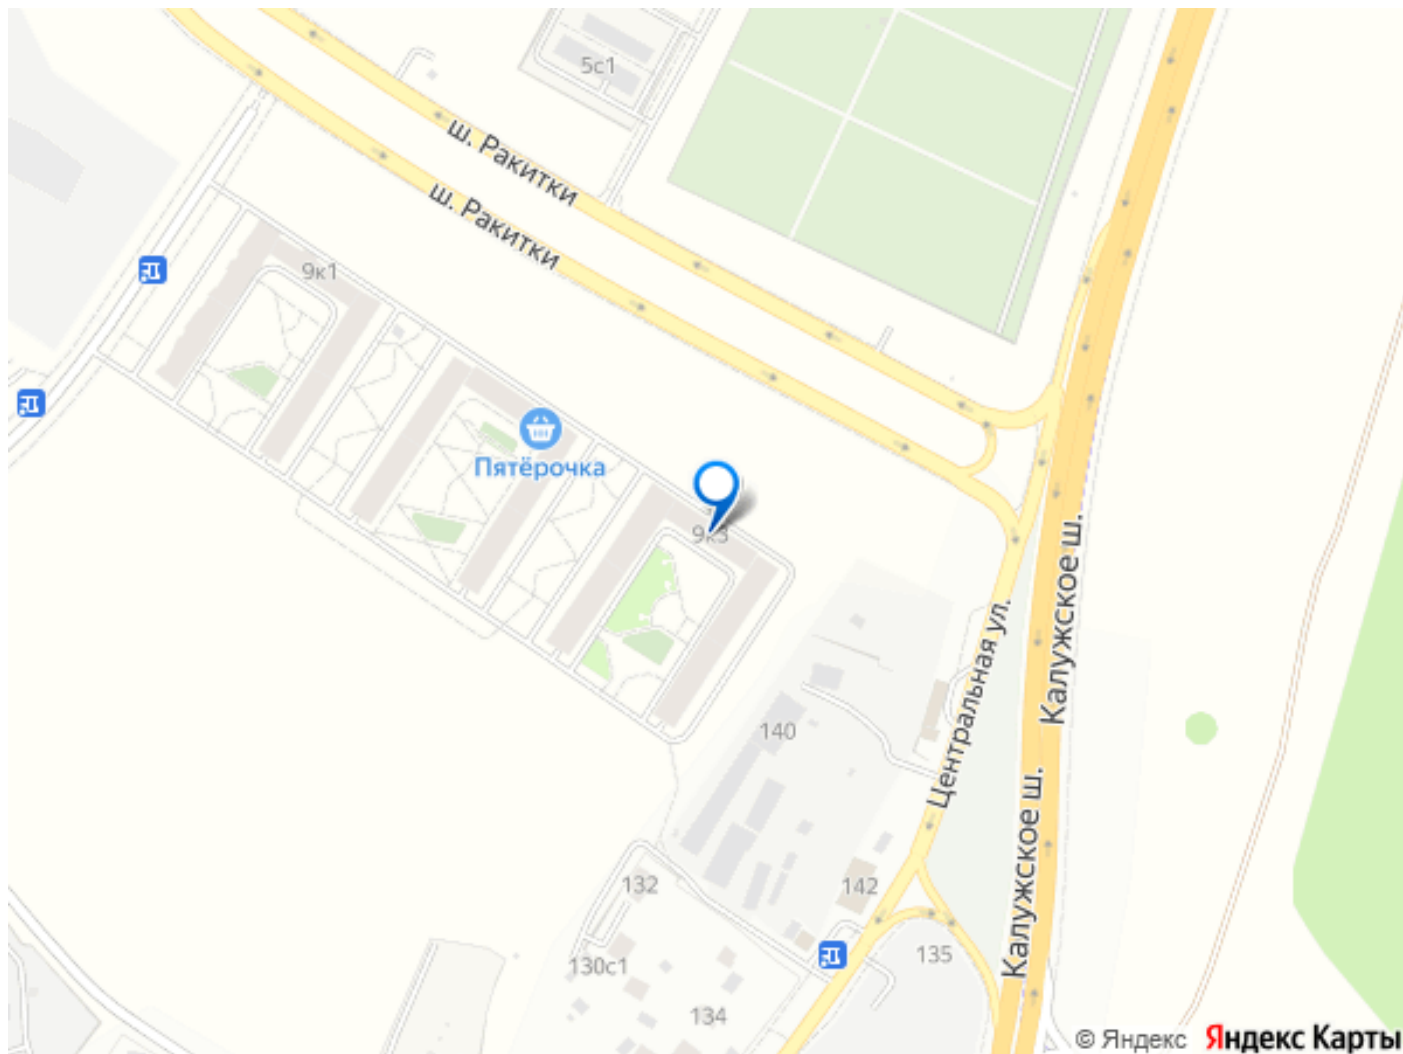 5с1
ш. Ракитки
ш. Ракитки
9к1
Пятёрочка
9к3
Калужское ш.
Центральная ул.
140
Калужское ш.
132
142
135
130с1
134
© Яндекс Яндекс Карты